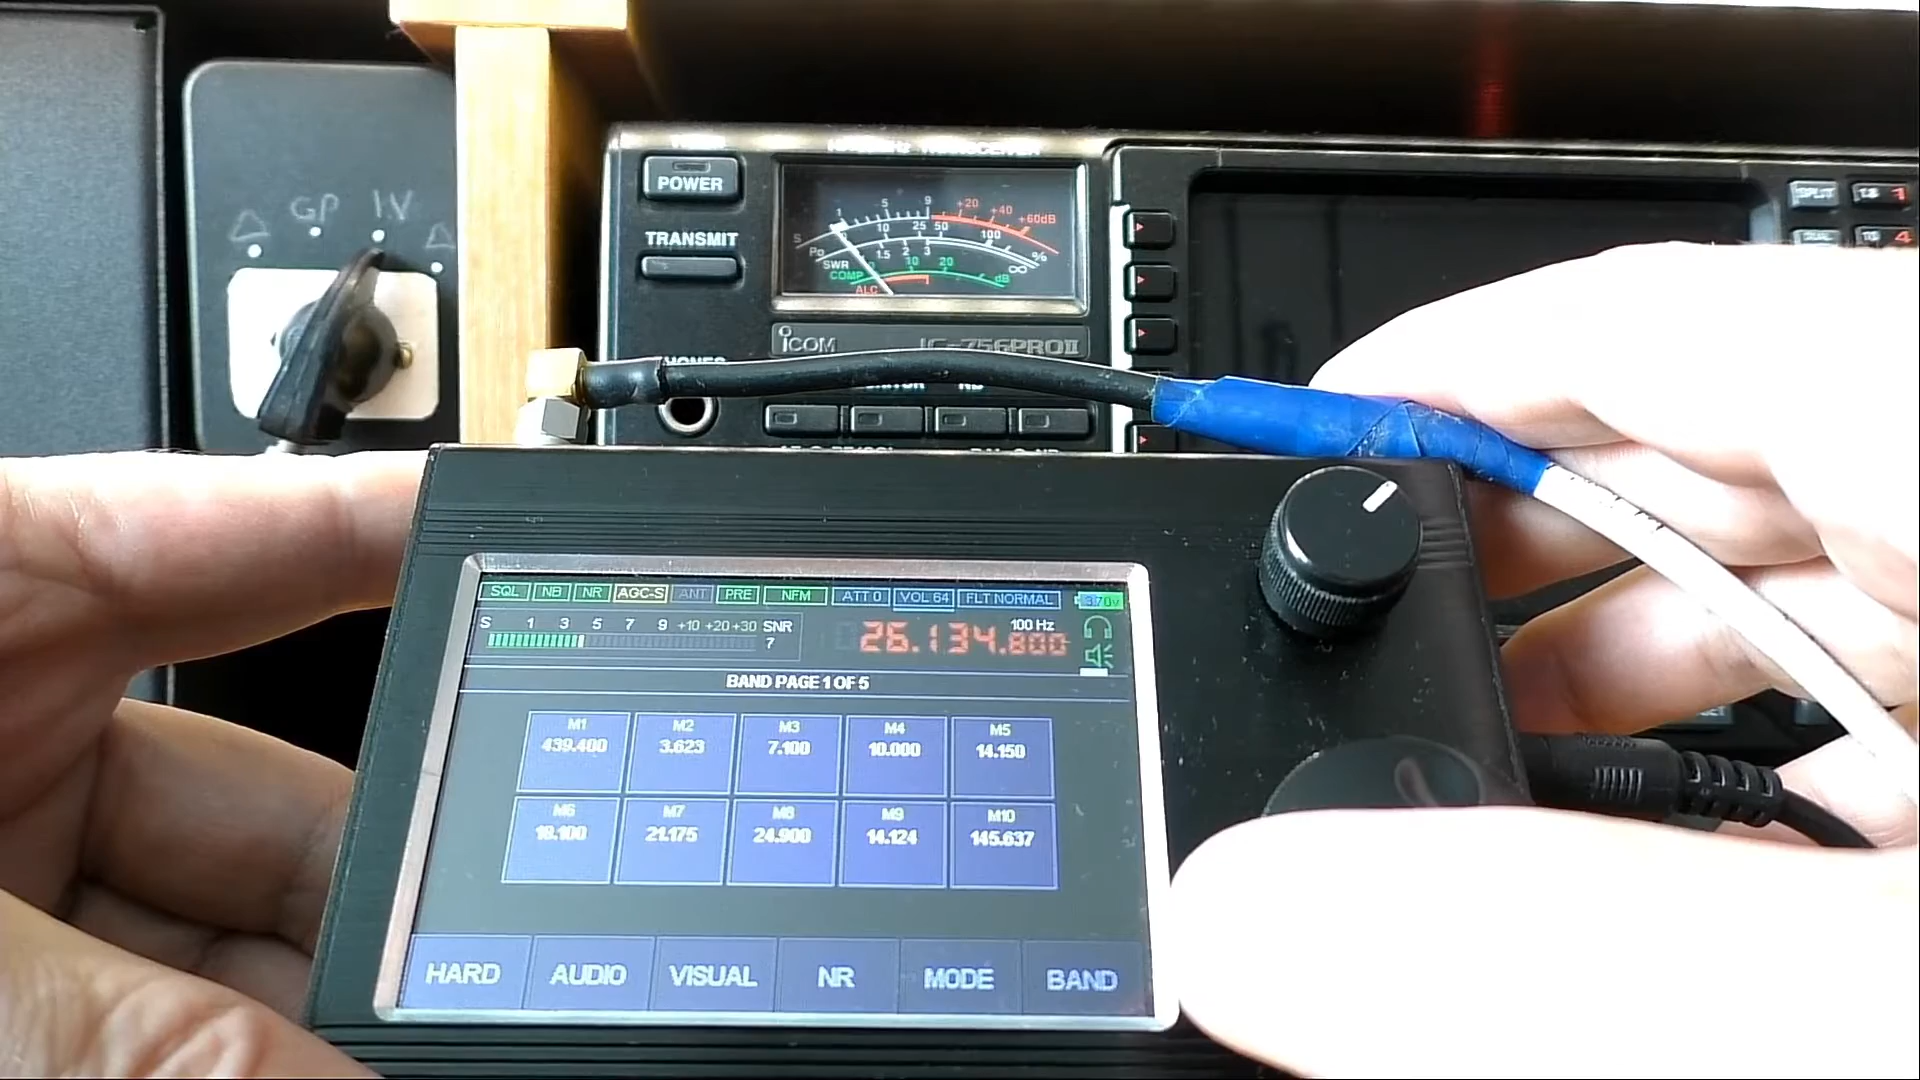 GP I.V
POWER
TRANSMIT
S 1 5 9 +20 +40 +60dB
Po 10 25 50 100 %
SWR 1.5 2 3 ∞
COMP 10 20 dB
ALC
ICOM IC-756PROII
PHONES
SPLIT
SQL NB NR AGC-S ANT PRE NFM ATT 0 VOL 64 FLT NORMAL 3.70v
S 1 3 5 7 9 +10 +20 +30 SNR
7
100 Hz
26.134.800
BAND PAGE 1 OF 5
M1 M2 M3 M4 M5
439.400 3.623 7.100 10.000 14.150
M6 M7 M8 M9 M10
18.100 21.175 24.900 14.124 145.637
HARD AUDIO VISUAL NR MODE BAND